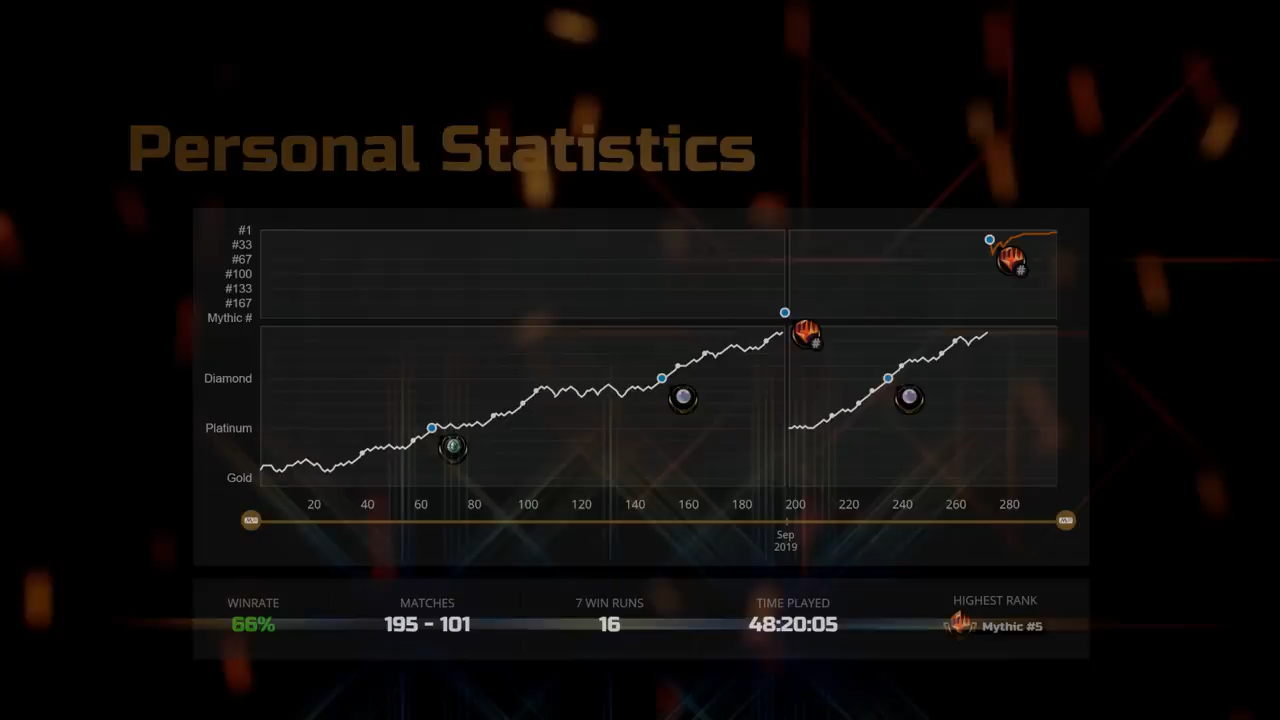 Personal Statistics
#1
#33
#67
#100
#133
#167
Mythic #
Diamond
Platinum
Gold
20 40 60 80 100 120 140 160 180 200 220 240 260 280
Sep
2019
WINRATE MATCHES 7 WIN RUNS TIME PLAYED HIGHEST RANK
66% 195 - 101 16 48:20:05 Mythic #5